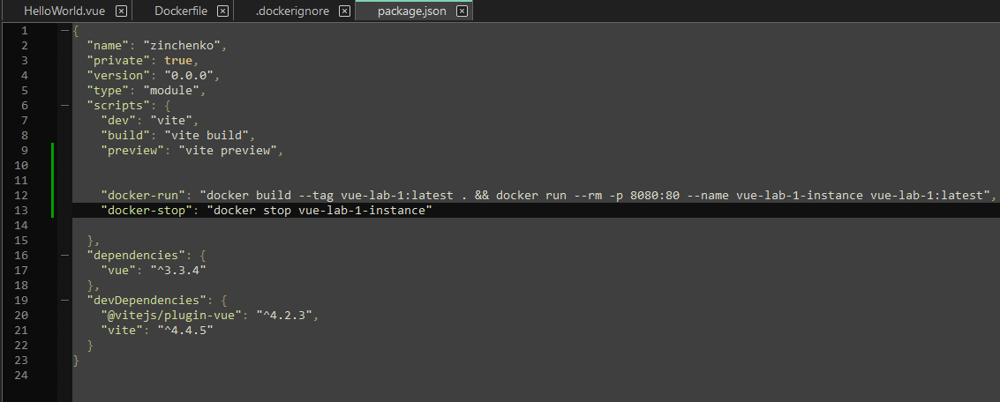 HelloWorld.vue Dockerfile .dockerignore package.json
1 {
2 "name": "zinchenko",
3 "private": true,
4 "version": "0.0.0",
5 "type": "module",
6 "scripts": {
7 "dev": "vite",
8 "build": "vite build",
9 "preview": "vite preview",
10
11
12 "docker-run": "docker build --tag vue-lab-1:latest . && docker run --rm -p 8080:80 --name vue-lab-1-instance vue-lab-1:latest",
13 "docker-stop": "docker stop vue-lab-1-instance"
14
15 },
16 "dependencies": {
17 "vue": "^3.3.4"
18 },
19 "devDependencies": {
20 "@vitejs/plugin-vue": "^4.2.3",
21 "vite": "^4.4.5"
22 }
23 }
24